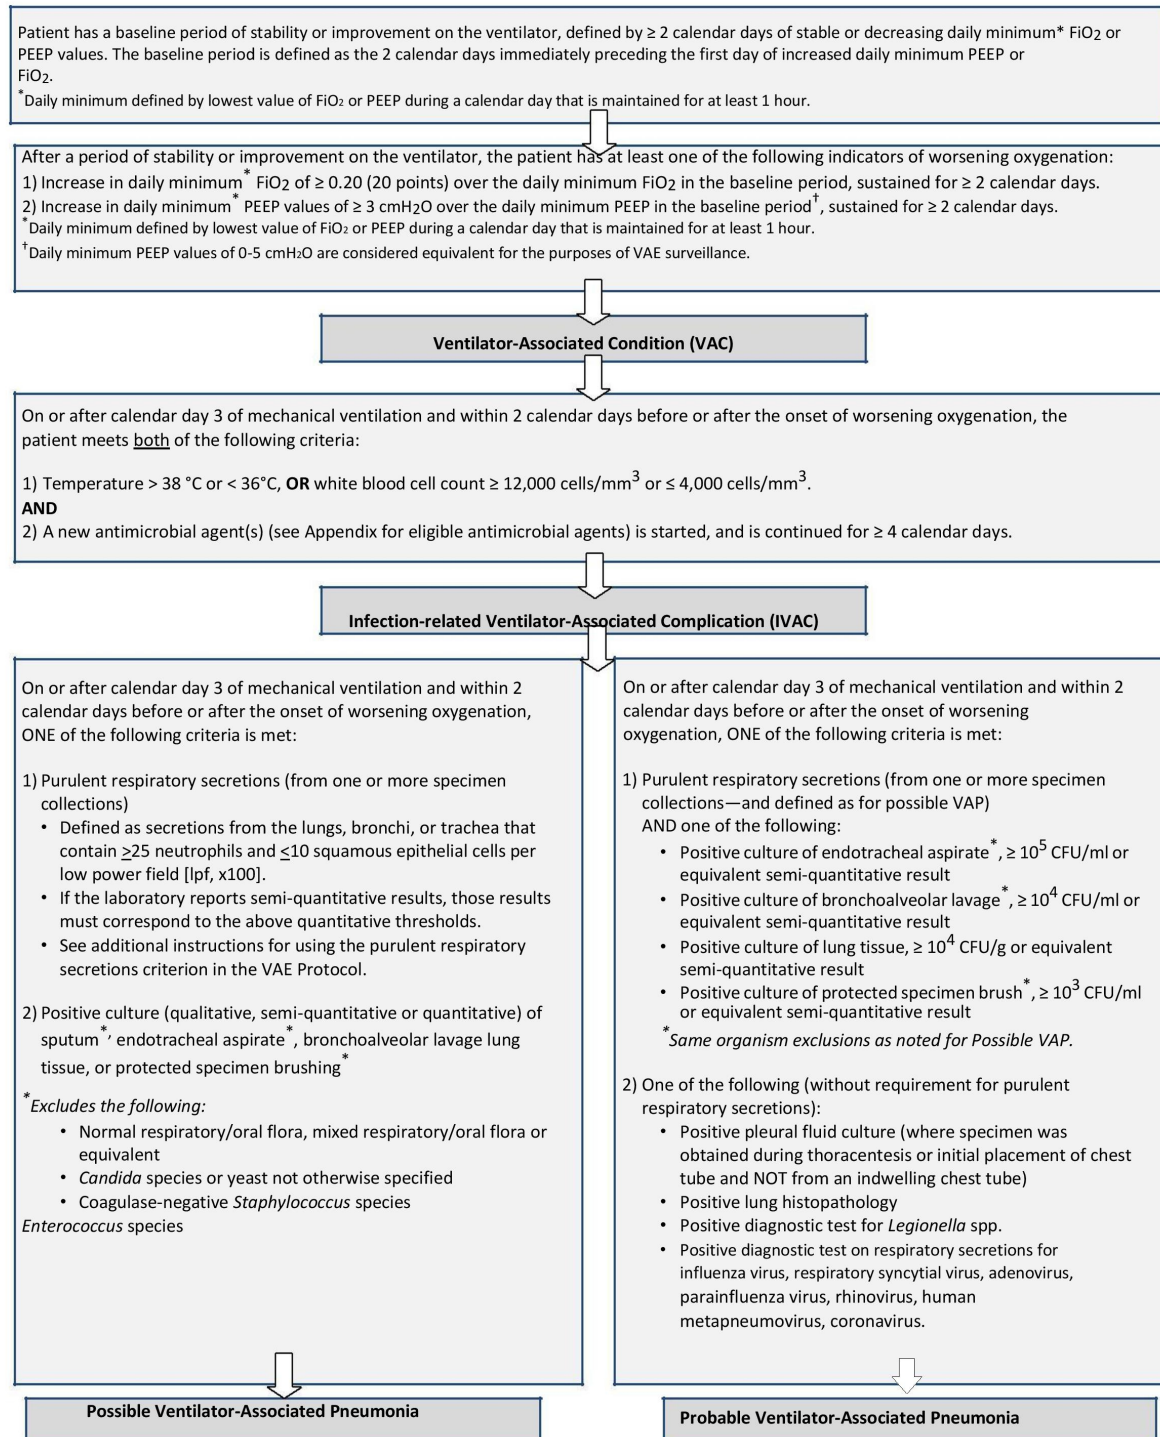 Patient has a baseline period of stability or improvement on the ventilator, defined by ≥ 2 calendar days of stable or decreasing daily minimum* FiO2 or
PEEP values. The baseline period is defined as the 2 calendar days immediately preceding the first day of increased daily minimum PEEP or
FiO2.
*Daily minimum defined by lowest value of FiO2 or PEEP during a calendar day that is maintained for at least 1 hour.
After a period of stability or improvement on the ventilator, the patient has at least one of the following indicators of worsening oxygenation:
1) Increase in daily minimum* FiO2 of ≥ 0.20 (20 points) over the daily minimum FiO2 in the baseline period, sustained for ≥ 2 calendar days.
2) Increase in daily minimum* PEEP values of ≥ 3 cmH2O over the daily minimum PEEP in the baseline period†, sustained for ≥ 2 calendar days.
*Daily minimum defined by lowest value of FiO2 or PEEP during a calendar day that is maintained for at least 1 hour.
†Daily minimum PEEP values of 0-5 cmH2O are considered equivalent for the purposes of VAE surveillance.
Ventilator-Associated Condition (VAC)
On or after calendar day 3 of mechanical ventilation and within 2 calendar days before or after the onset of worsening oxygenation, the
patient meets both of the following criteria:
1) Temperature > 38 °C or < 36°C, OR white blood cell count ≥ 12,000 cells/mm3 or ≤ 4,000 cells/mm3.
AND
2) A new antimicrobial agent(s) (see Appendix for eligible antimicrobial agents) is started, and is continued for ≥ 4 calendar days.
Infection-related Ventilator-Associated Complication (IVAC)
On or after calendar day 3 of mechanical ventilation and within 2
calendar days before or after the onset of worsening oxygenation,
ONE of the following criteria is met:
1) Purulent respiratory secretions (from one or more specimen
collections)
• Defined as secretions from the lungs, bronchi, or trachea that
contain ≥25 neutrophils and ≤10 squamous epithelial cells per
low power field [lpf, x100].
• If the laboratory reports semi-quantitative results, those results
must correspond to the above quantitative thresholds.
• See additional instructions for using the purulent respiratory
secretions criterion in the VAE Protocol.
2) Positive culture (qualitative, semi-quantitative or quantitative) of
sputum*, endotracheal aspirate*, bronchoalveolar lavage lung
tissue, or protected specimen brushing*
*Excludes the following:
• Normal respiratory/oral flora, mixed respiratory/oral flora or
equivalent
• Candida species or yeast not otherwise specified
• Coagulase-negative Staphylococcus species
Enterococcus species
Possible Ventilator-Associated Pneumonia
On or after calendar day 3 of mechanical ventilation and within 2
calendar days before or after the onset of worsening
oxygenation, ONE of the following criteria is met:
1) Purulent respiratory secretions (from one or more specimen
collections—and defined as for possible VAP)
AND one of the following:
• Positive culture of endotracheal aspirate*, ≥ 10^5 CFU/ml or
equivalent semi-quantitative result
• Positive culture of bronchoalveolar lavage*, ≥ 10^4 CFU/ml or
equivalent semi-quantitative result
• Positive culture of lung tissue, ≥ 10^4 CFU/g or equivalent
semi-quantitative result
• Positive culture of protected specimen brush*, ≥ 10^3 CFU/ml
or equivalent semi-quantitative result
*Same organism exclusions as noted for Possible VAP.
2) One of the following (without requirement for purulent
respiratory secretions):
• Positive pleural fluid culture (where specimen was
obtained during thoracentesis or initial placement of chest
tube and NOT from an indwelling chest tube)
• Positive lung histopathology
• Positive diagnostic test for Legionella spp.
• Positive diagnostic test on respiratory secretions for
influenza virus, respiratory syncytial virus, adenovirus,
parainfluenza virus, rhinovirus, human
metapneumovirus, coronavirus.
Probable Ventilator-Associated Pneumonia